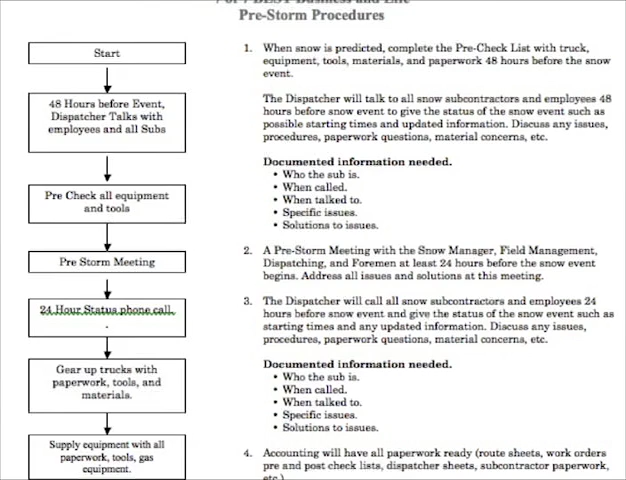 7 of 7 BEST Business and Life
Pre-Storm Procedures
Start
48 Hours before Event,
Dispatcher Talks with
employees and all Subs
Pre Check all equipment
and tools
Pre Storm Meeting
24 Hour Status phone call.
.
Gear up trucks with
paperwork, tools, and
materials.
Supply equipment with all
paperwork, tools, gas
equipment.
1. When snow is predicted, complete the Pre-Check List with truck,
equipment, tools, materials, and paperwork 48 hours before the snow
event.
The Dispatcher will talk to all snow subcontractors and employees 48
hours before snow event to give the status of the snow event such as
possible starting times and updated information. Discuss any issues,
procedures, paperwork questions, material concerns, etc.
Documented information needed.
• Who the sub is.
• When called.
• When talked to.
• Specific issues.
• Solutions to issues.
2. A Pre-Storm Meeting with the Snow Manager, Field Management,
Dispatching, and Foremen at least 24 hours before the snow event
begins. Address all issues and solutions at this meeting.
3. The Dispatcher will call all snow subcontractors and employees 24
hours before snow event and give the status of the snow event such as
starting times and any updated information. Discuss any issues,
procedures, paperwork questions, material concerns, etc.
Documented information needed.
• Who the sub is.
• When called.
• When talked to.
• Specific issues.
• Solutions to issues.
4. Accounting will have all paperwork ready (route sheets, work orders
pre and post check lists, dispatcher sheets, subcontractor paperwork,
etc.)